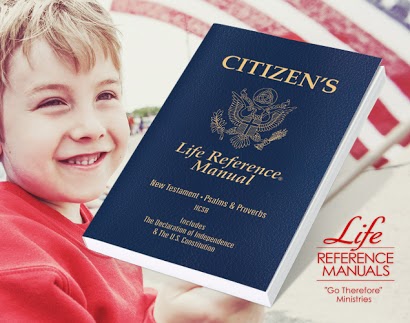 CITIZEN'S
Life Reference®
Manual
New Testament • Psalms & Proverbs
HCSB
Includes
The Declaration of Independence
& The U.S. Constitution
Life
REFERENCE
MANUALS
"Go Therefore"
Ministries